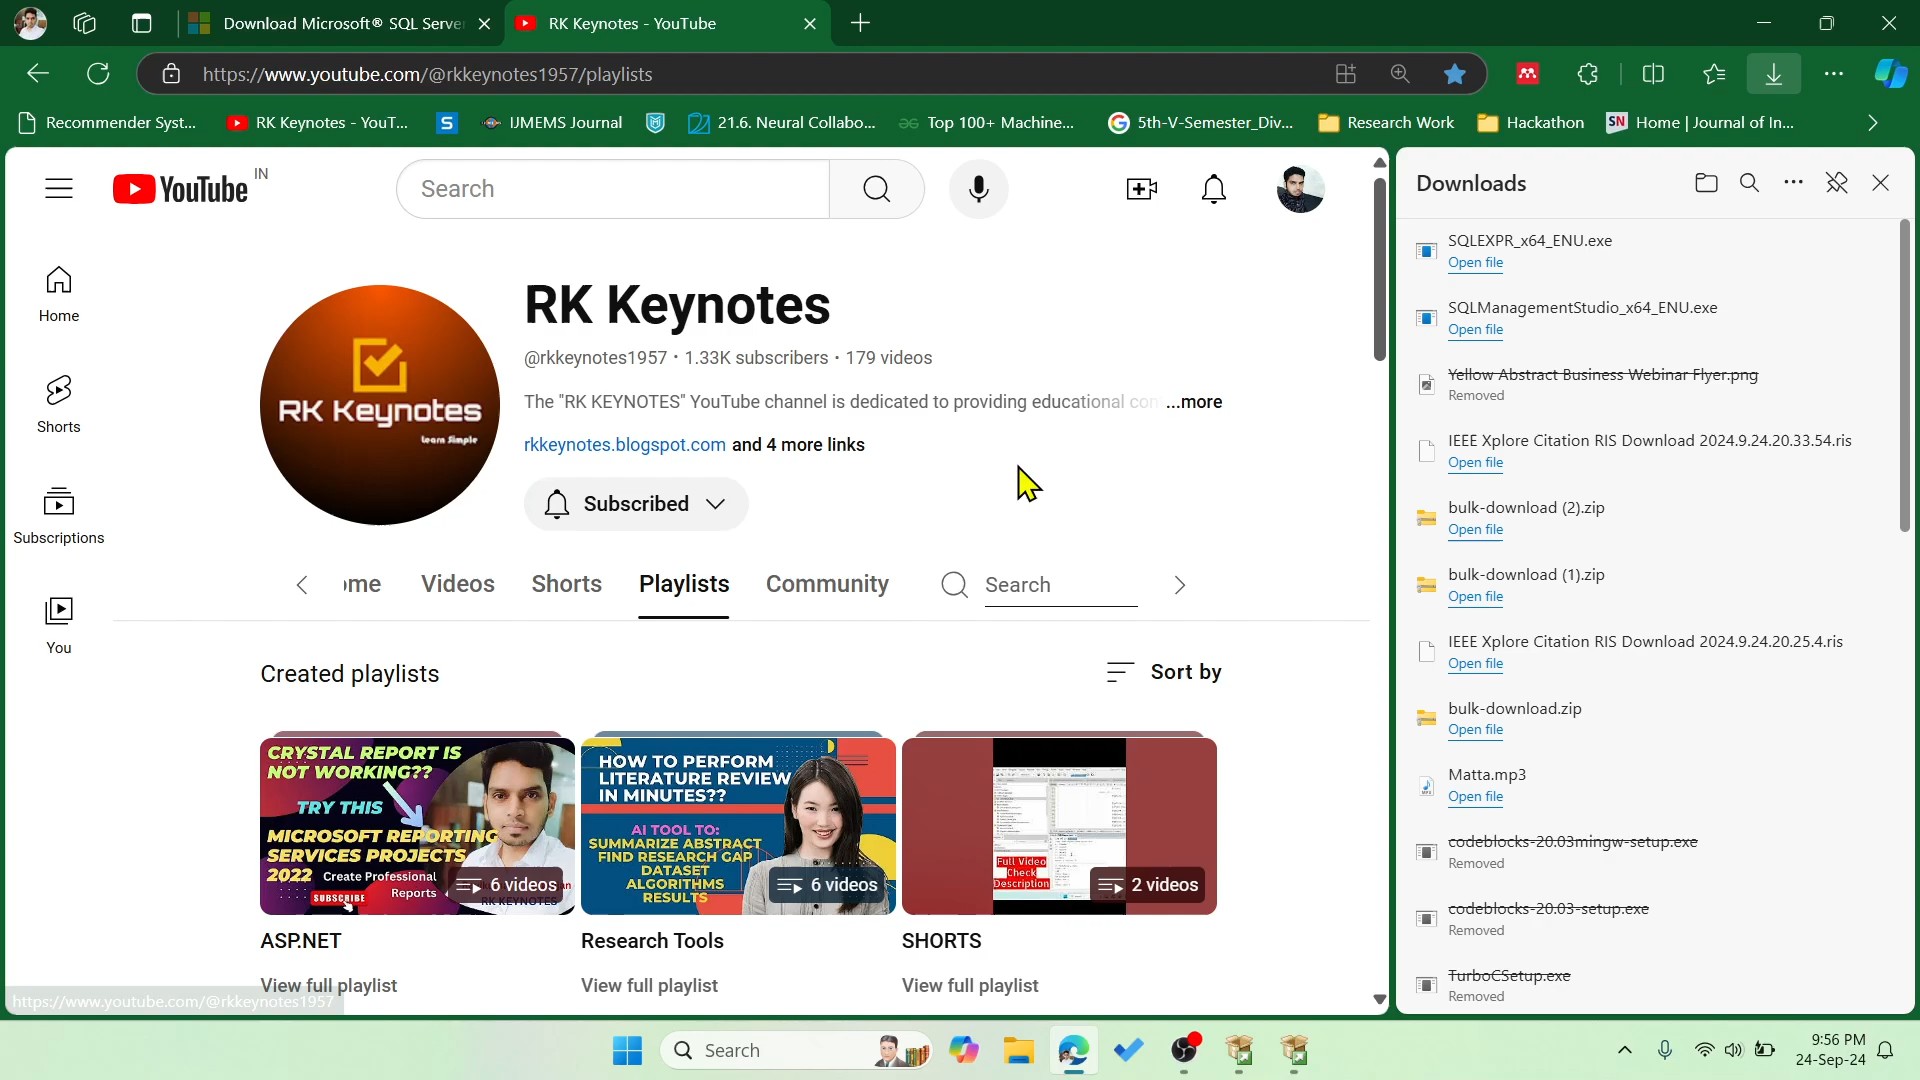 Download Microsoft® SQL Server
RK Keynotes - YouTube
https://www.youtube.com/@rkkeynotes1957/playlists
Recommender Syst...
RK Keynotes - YouT...
IJMEMS Journal
21.6. Neural Collabo...
Top 100+ Machine...
5th-V-Semester_Div...
Research Work
Hackathon
Home | Journal of In...
YouTube IN
Search
Home
Shorts
Subscriptions
You
RK Keynotes
Learn Simple
RK Keynotes
@rkkeynotes1957 • 1.33K subscribers • 179 videos
The "RK KEYNOTES" YouTube channel is dedicated to providing educational con ...more
rkkeynotes.blogspot.com and 4 more links
Subscribed
ome
Videos
Shorts
Playlists
Community
Search
Created playlists
Sort by
CRYSTAL REPORT IS
NOT WORKING??
TRY THIS
MICROSOFT REPORTING
SERVICES PROJECTS
2022 Create Professional
Reports
SUBSCRIBE
RK KEYNOTES
6 videos
HOW TO PERFORM
LITERATURE REVIEW
IN MINUTES??
AI TOOL TO:
SUMMARIZE ABSTRACT
FIND RESEARCH GAP
DATASET
ALGORITHMS
RESULTS
6 videos
Full Video
Check
Description
2 videos
ASP.NET
Research Tools
SHORTS
View full playlist
View full playlist
View full playlist
https://www.youtube.com/@rkkeynotes1957
Downloads
SQLEXPR_x64_ENU.exe
Open file
SQLManagementStudio_x64_ENU.exe
Open file
Yellow Abstract Business Webinar Flyer.png
Removed
IEEE Xplore Citation RIS Download 2024.9.24.20.33.54.ris
Open file
bulk-download (2).zip
Open file
bulk-download (1).zip
Open file
IEEE Xplore Citation RIS Download 2024.9.24.20.25.4.ris
Open file
bulk-download.zip
Open file
Matta.mp3
Open file
codeblocks-20.03mingw-setup.exe
Removed
codeblocks-20.03-setup.exe
Removed
TurboCSetup.exe
Removed
Search
9:56 PM
24-Sep-24